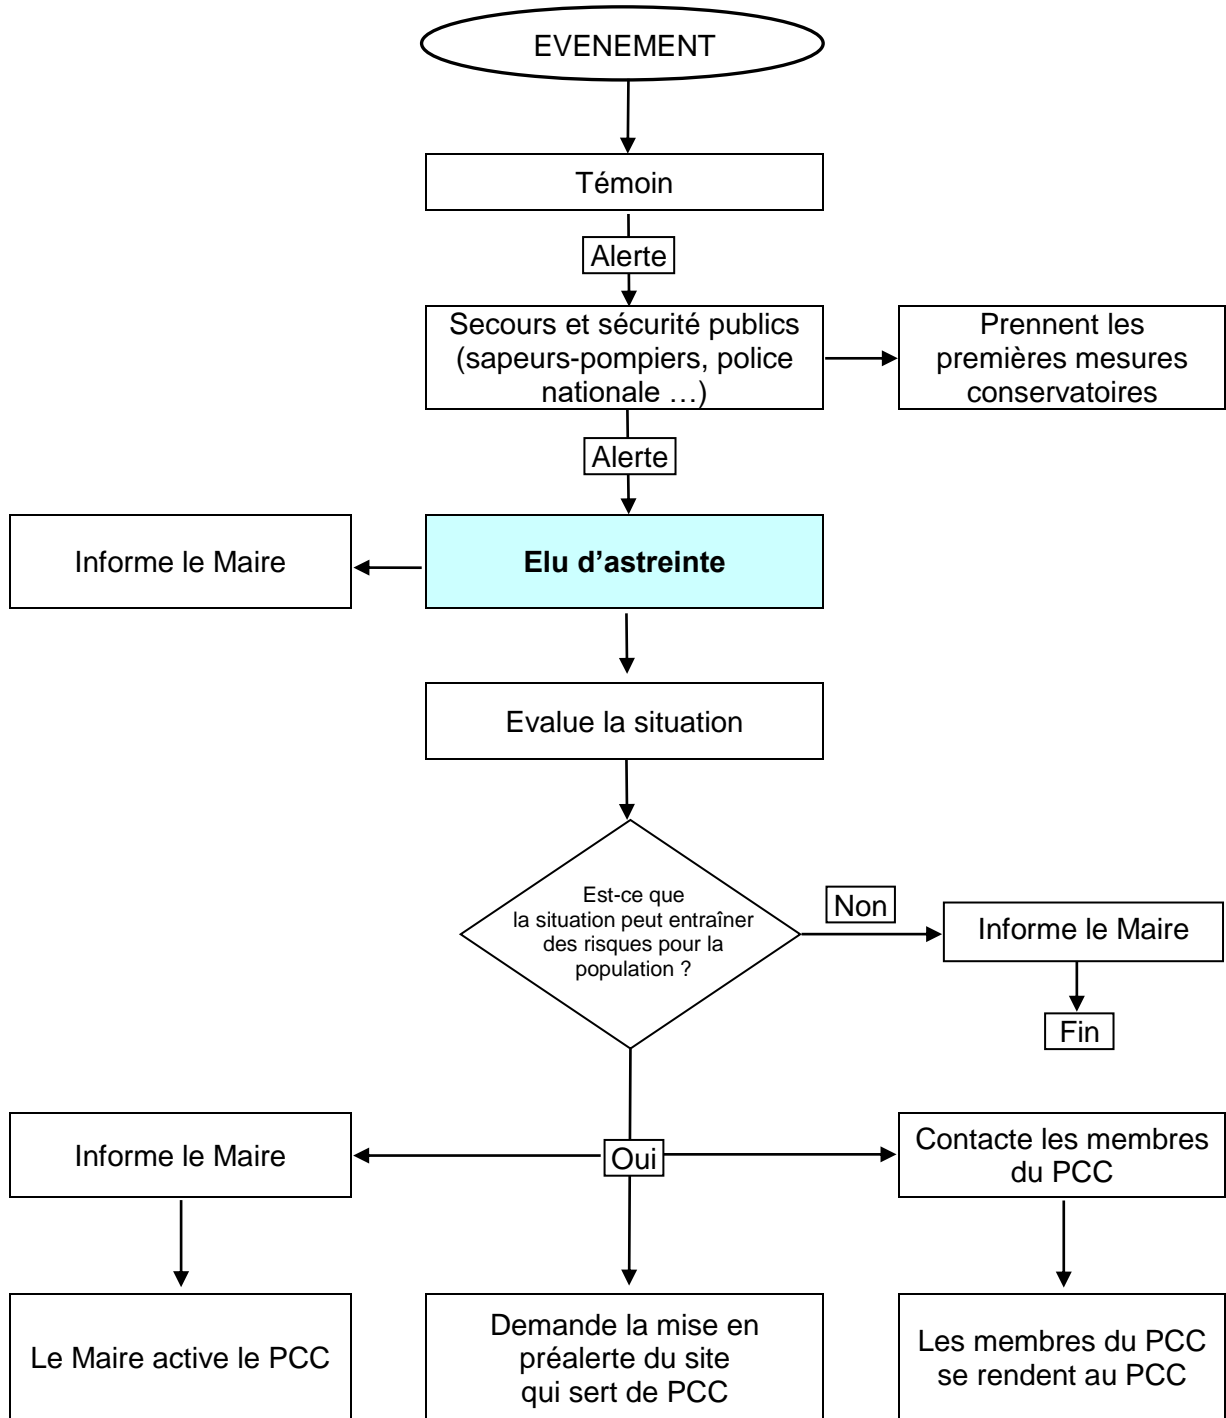 EVENEMENT
Témoin
Alerte
Secours et sécurité publics
(sapeurs-pompiers, police
nationale …)
Prennent les
premières mesures
conservatoires
Alerte
Informe le Maire
Elu d’astreinte
Evalue la situation
Est-ce que
la situation peut entraîner
des risques pour la
population ?
Non
Informe le Maire
Fin
Informe le Maire
Oui
Contacte les membres
du PCC
Le Maire active le PCC
Demande la mise en
préalerte du site
qui sert de PCC
Les membres du PCC
se rendent au PCC